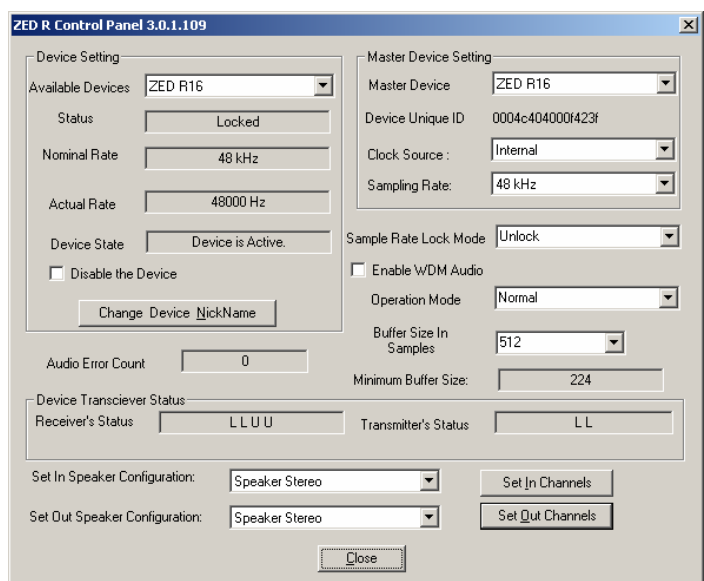 ZED R Control Panel 3.0.1.109
Device Setting
Available Devices ZED R16
Status Locked
Nominal Rate 48 kHz
Actual Rate 48000 Hz
Device State Device is Active.
Disable the Device
Change Device NickName
Audio Error Count 0
Master Device Setting
Master Device ZED R16
Device Unique ID 0004c404000f423f
Clock Source : Internal
Sampling Rate: 48 kHz
Sample Rate Lock Mode Unlock
Enable WDM Audio
Operation Mode Normal
Buffer Size In
Samples 512
Minimum Buffer Size: 224
Device Transciever Status
Receiver's Status L L U U Transmitter's Status L L
Set In Speaker Configuration: Speaker Stereo Set In Channels
Set Out Speaker Configuration: Speaker Stereo Set Out Channels
Close